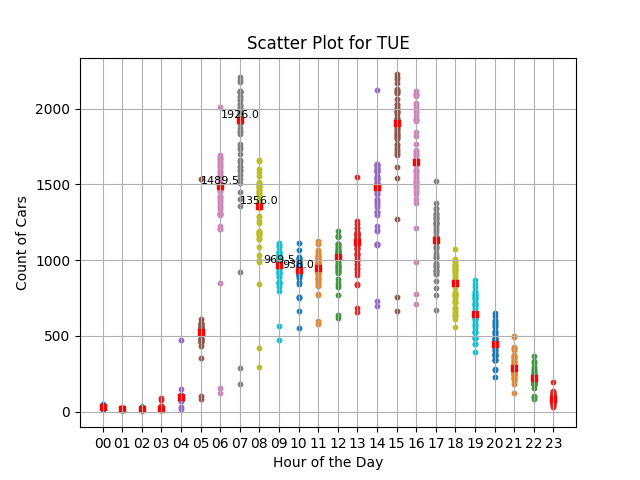 Scatter Plot for TUE
Count of Cars
2000
1500
1000
500
0
1926.0
1489.5
1356.0
969.5
938.0
00 01 02 03 04 05 06 07 08 09 10 11 12 13 14 15 16 17 18 19 20 21 22 23
Hour of the Day